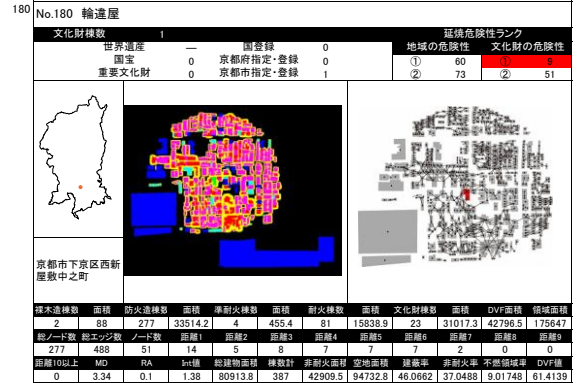 180
No.180 輪違屋
文化財棟数 1 延焼危険性ランク
世界遺産 ― 国登録 0 地域の危険性 文化財の危険性
国宝 0 京都府指定・登録 0 ① 60 ① 9
重要文化財 0 京都市指定・登録 1 ② 73 ② 51
京都市下京区西新
屋敷中之町
裸木造棟数 面積 防火造棟数 面積 準耐火棟数 面積 耐火棟数 面積 文化財棟数 面積 DVF面積 領域面積
2 88 277 33514.2 4 455.4 81 15838.9 23 31017.3 42796.5 175647
総ノード数 総エッジ数 ノード数 距離1 距離2 距離3 距離4 距離5 距離6 距離7 距離8 距離9
277 488 51 14 5 8 7 7 7 2 0 0
距離10以上 MD RA Int値 総建物面積 棟数計 非耐火面積 空地面積 建蔽率 非耐火率 不燃領域率 DVF値
0 3.34 0.1 1.38 80913.8 387 42909.5 94732.8 46.0662 37.0488 9.01748 61.4139